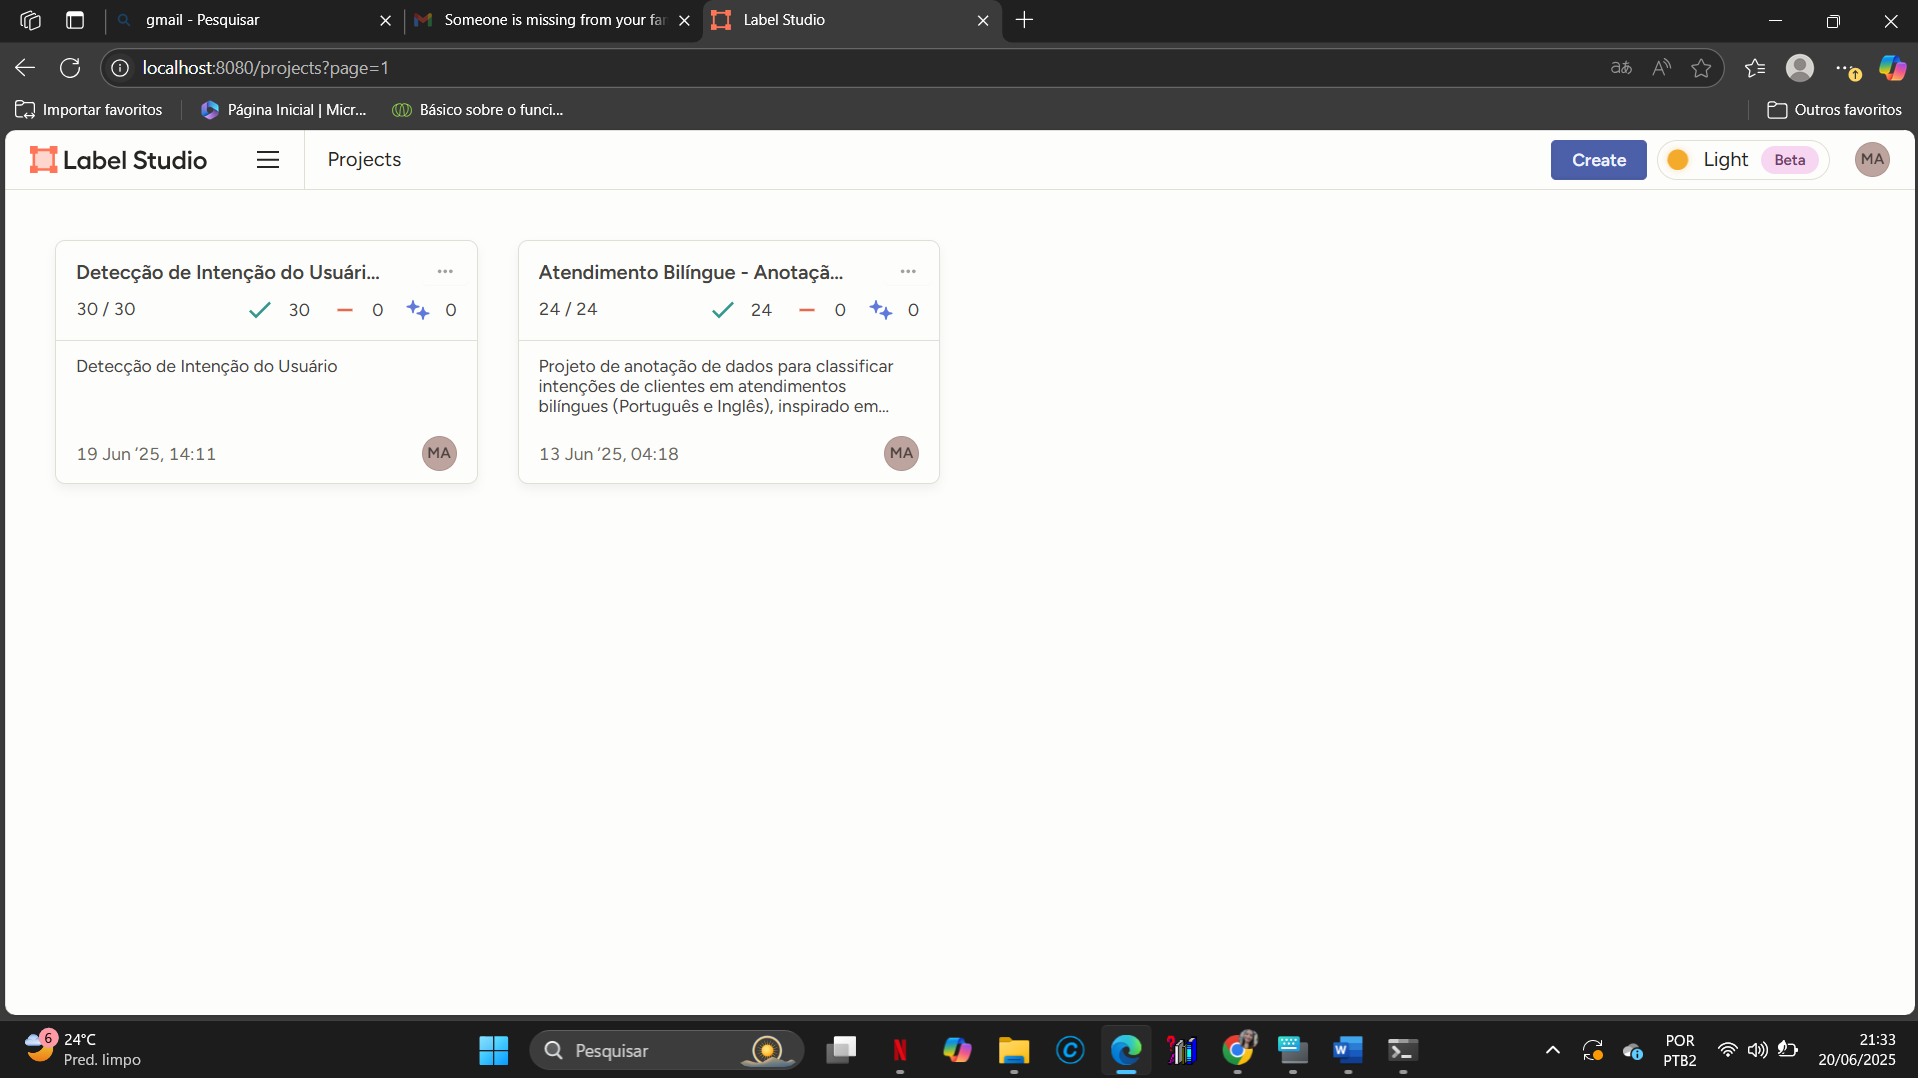 gmail - Pesquisar
Someone is missing from your far
Label Studio
localhost:8080/projects?page=1
Importar favoritos
Página Inicial | Micr...
Básico sobre o funci...
Outros favoritos
Label Studio
Projects
Create
Light
Beta
MA
Detecção de Intenção do Usuári...
30 / 30
30
0
0
Detecção de Intenção do Usuário
19 Jun ’25, 14:11
MA
Atendimento Bilíngue - Anotaçã...
24 / 24
24
0
0
Projeto de anotação de dados para classificar
intenções de clientes em atendimentos
bilíngues (Português e Inglês), inspirado em...
13 Jun ’25, 04:18
MA
6
24°C
Pred. limpo
Pesquisar
POR
PTB2
21:33
20/06/2025